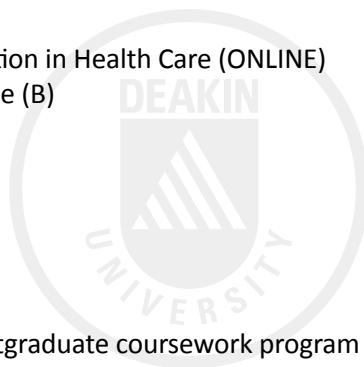 tion in Health Care (ONLINE)
e (B)
DEAKIN
UNIVERSITY
tgraduate coursework program